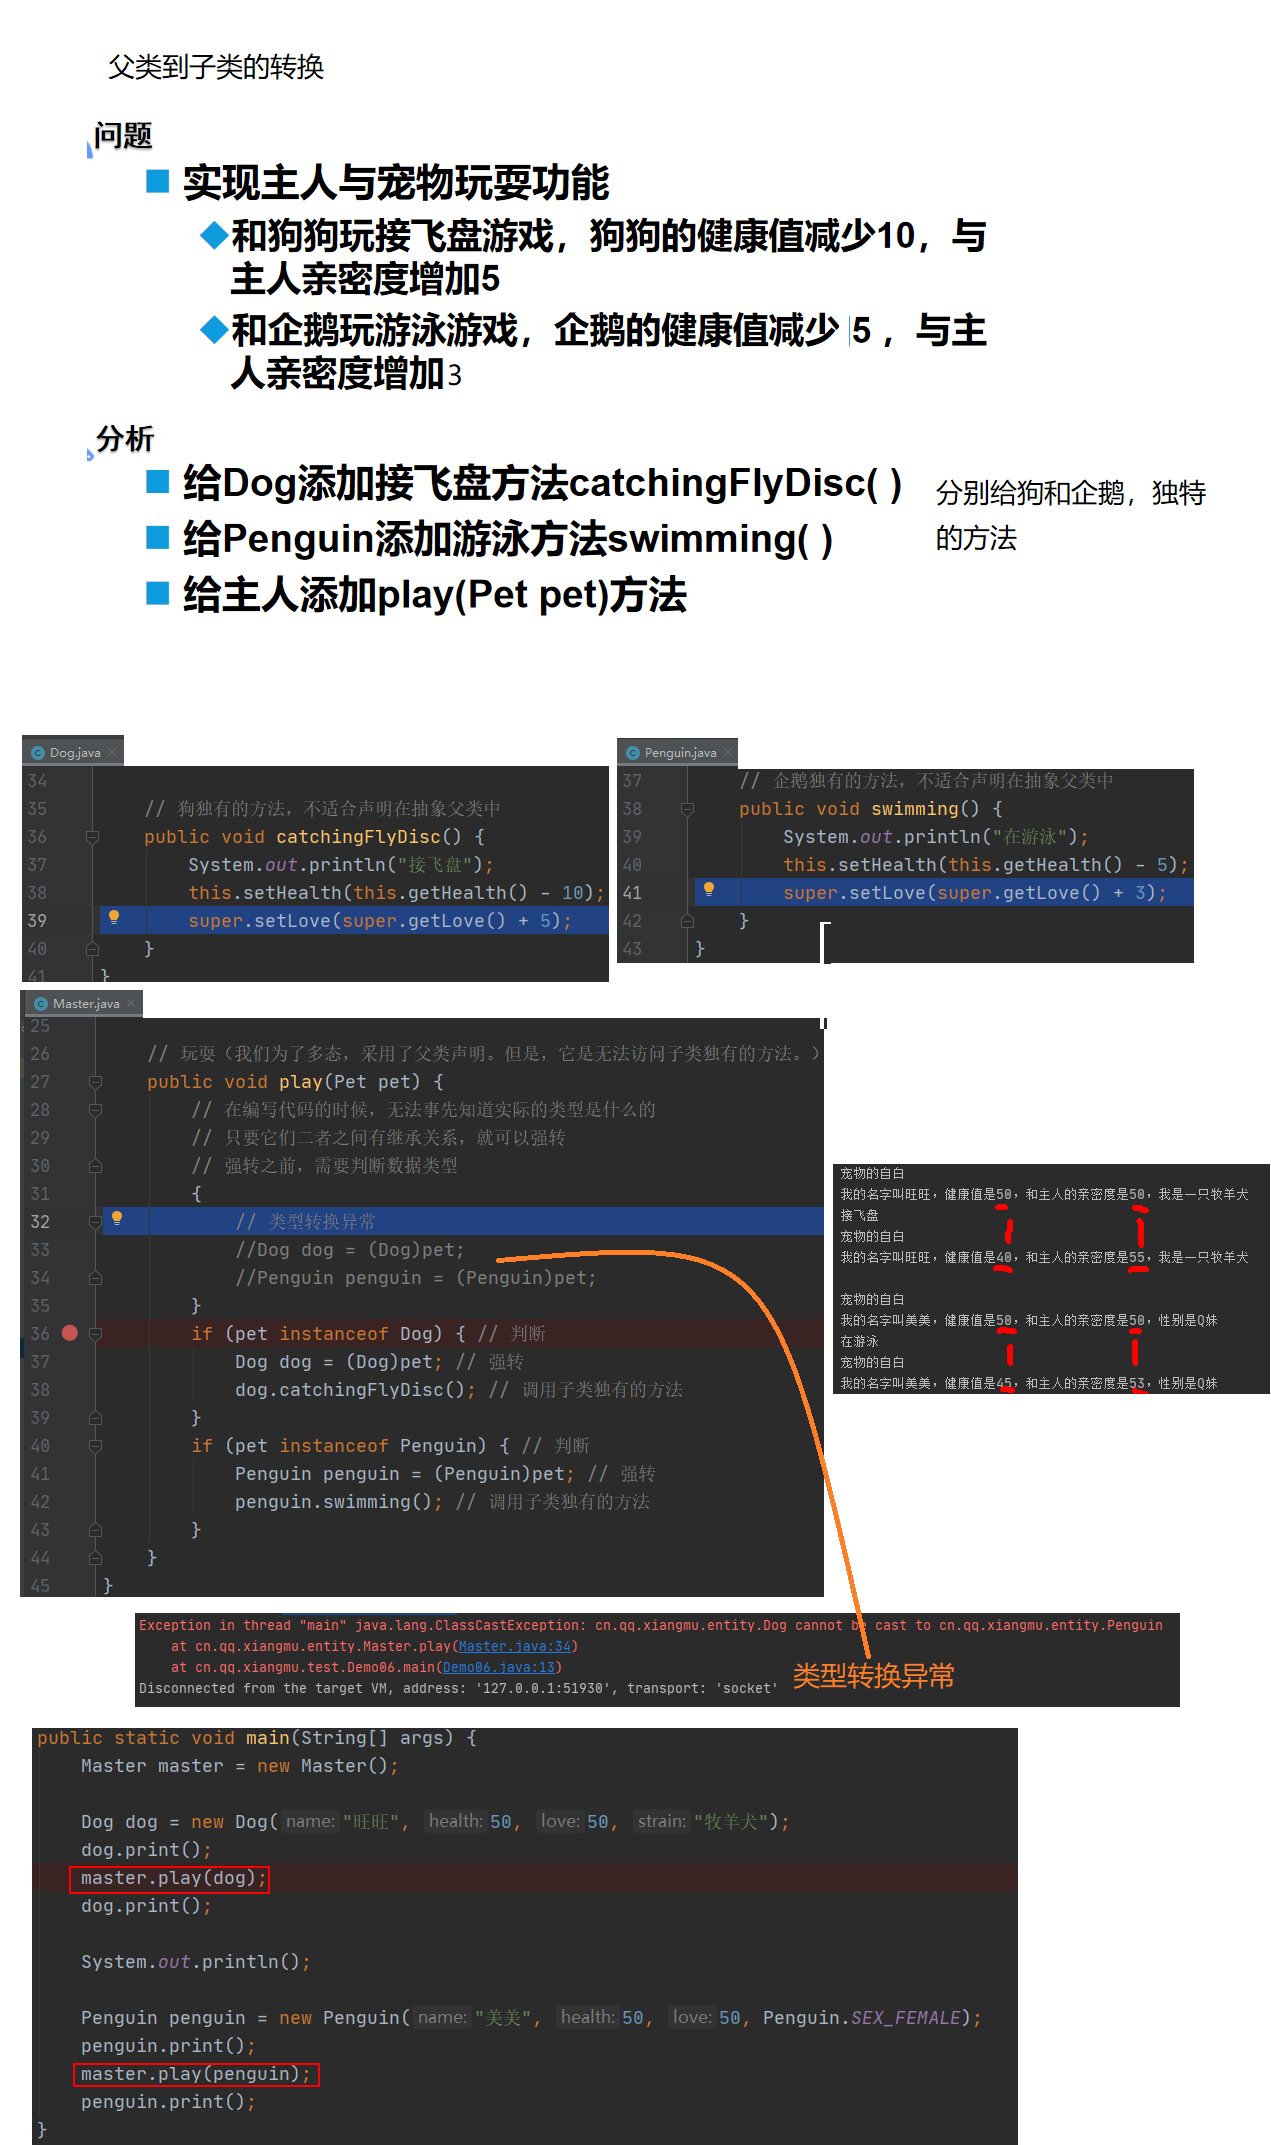 父类到子类的转换
问题
实现主人与宠物玩耍功能
和狗狗玩接飞盘游戏，狗狗的健康值减少10，与
主人亲密度增加5
和企鹅玩游泳游戏，企鹅的健康值减少 5 ，与主
人亲密度增加3
分析
给Dog添加接飞盘方法catchingFlyDisc( )
给Penguin添加游泳方法swimming( )
给主人添加play(Pet pet)方法
分别给狗和企鹅，独特
的方法
Dog.java
34
35 // 狗独有的方法，不适合声明在抽象父类中
36 public void catchingFlyDisc() {
37 System.out.println("接飞盘");
38 this.setHealth(this.getHealth() - 10);
39 super.setLove(super.getLove() + 5);
40 }
41 }
Penguin.java
37 // 企鹅独有的方法，不适合声明在抽象父类中
38 public void swimming() {
39 System.out.println("在游泳");
40 this.setHealth(this.getHealth() - 5);
41 super.setLove(super.getLove() + 3);
42 }
43 }
Master.java
25
26 // 玩耍（我们为了多态，采用了父类声明。但是，它是无法访问子类独有的方法。）
27 public void play(Pet pet) {
28 // 在编写代码的时候，无法事先知道实际的类型是什么的
29 // 只要它们二者之间有继承关系，就可以强转
30 // 强转之前，需要判断数据类型
31 {
32 // 类型转换异常
33 //Dog dog = (Dog)pet;
34 //Penguin penguin = (Penguin)pet;
35 }
36 if (pet instanceof Dog) { // 判断
37 Dog dog = (Dog)pet; // 强转
38 dog.catchingFlyDisc(); // 调用子类独有的方法
39 }
40 if (pet instanceof Penguin) { // 判断
41 Penguin penguin = (Penguin)pet; // 强转
42 penguin.swimming(); // 调用子类独有的方法
43 }
44 }
45 }
宠物的自白
我的名字叫旺旺，健康值是50，和主人的亲密度是50，我是一只牧羊犬
接飞盘
宠物的自白
我的名字叫旺旺，健康值是40，和主人的亲密度是55，我是一只牧羊犬
宠物的自白
我的名字叫美美，健康值是50，和主人的亲密度是50，性别是Q妹
在游泳
宠物的自白
我的名字叫美美，健康值是45，和主人的亲密度是53，性别是Q妹
Exception in thread "main" java.lang.ClassCastException: cn.qq.xiangmu.entity.Dog cannot be cast to cn.qq.xiangmu.entity.Penguin
at cn.qq.xiangmu.entity.Master.play(Master.java:34)
at cn.qq.xiangmu.test.Demo06.main(Demo06.java:13)
Disconnected from the target VM, address: '127.0.0.1:51930', transport: 'socket'
类型转换异常
public static void main(String[] args) {
Master master = new Master();
Dog dog = new Dog( name: "旺旺", health: 50, love: 50, strain: "牧羊犬");
dog.print();
master.play(dog);
dog.print();
System.out.println();
Penguin penguin = new Penguin( name: "美美", health: 50, love: 50, Penguin.SEX_FEMALE);
penguin.print();
master.play(penguin);
penguin.print();
}